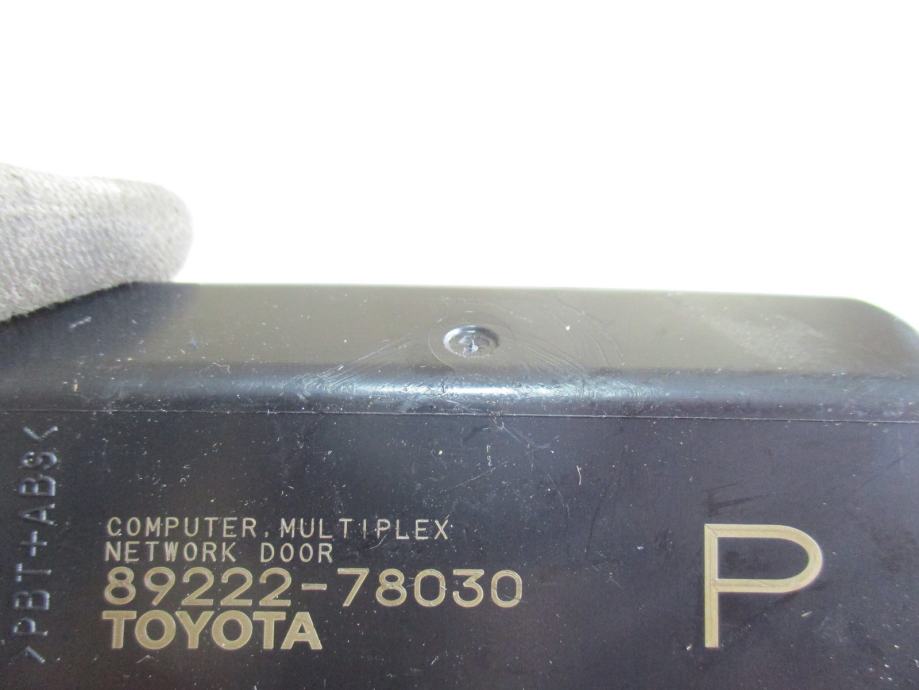 COMPUTER, MULTIPLEX
NETWORK DOOR
89222-78030
TOYOTA
P
>PBT+ABS<